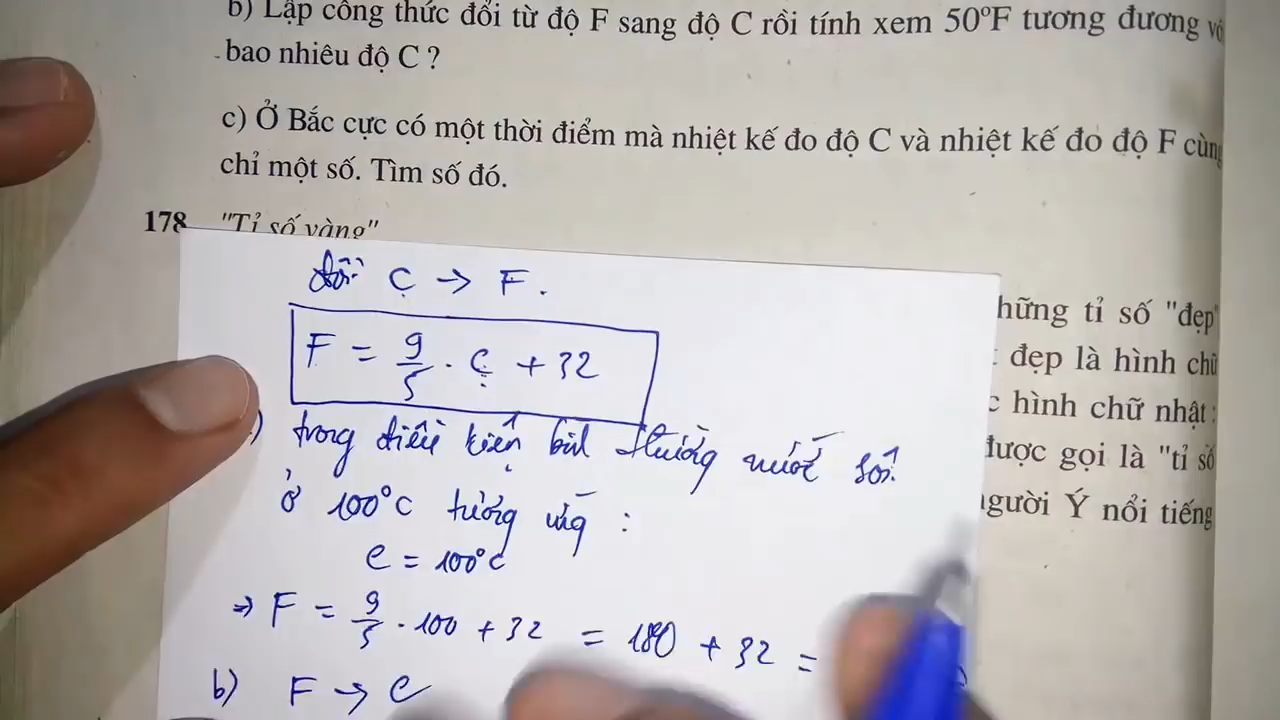 b) Lập công thức đổi từ độ F sang độ C rồi tính xem 50°F tương đương vớ
bao nhiêu độ C ?
c) Ở Bắc cực có một thời điểm mà nhiệt kế đo độ C và nhiệt kế đo độ F cùng
chỉ một số. Tìm số đó.
178 "Tỉ số vàng"
đổi C → F.
F = 9/5 . C + 32
hững tỉ số "đẹp"
đẹp là hình chữ
c hình chữ nhật :
được gọi là "tỉ số
người Ý nổi tiếng
) trong điều kiện bình thường nước sôi
ở 100°C tương ứng :
C = 100°C
=> F = 9/5 . 100 + 32 = 180 + 32 =
b) F → C